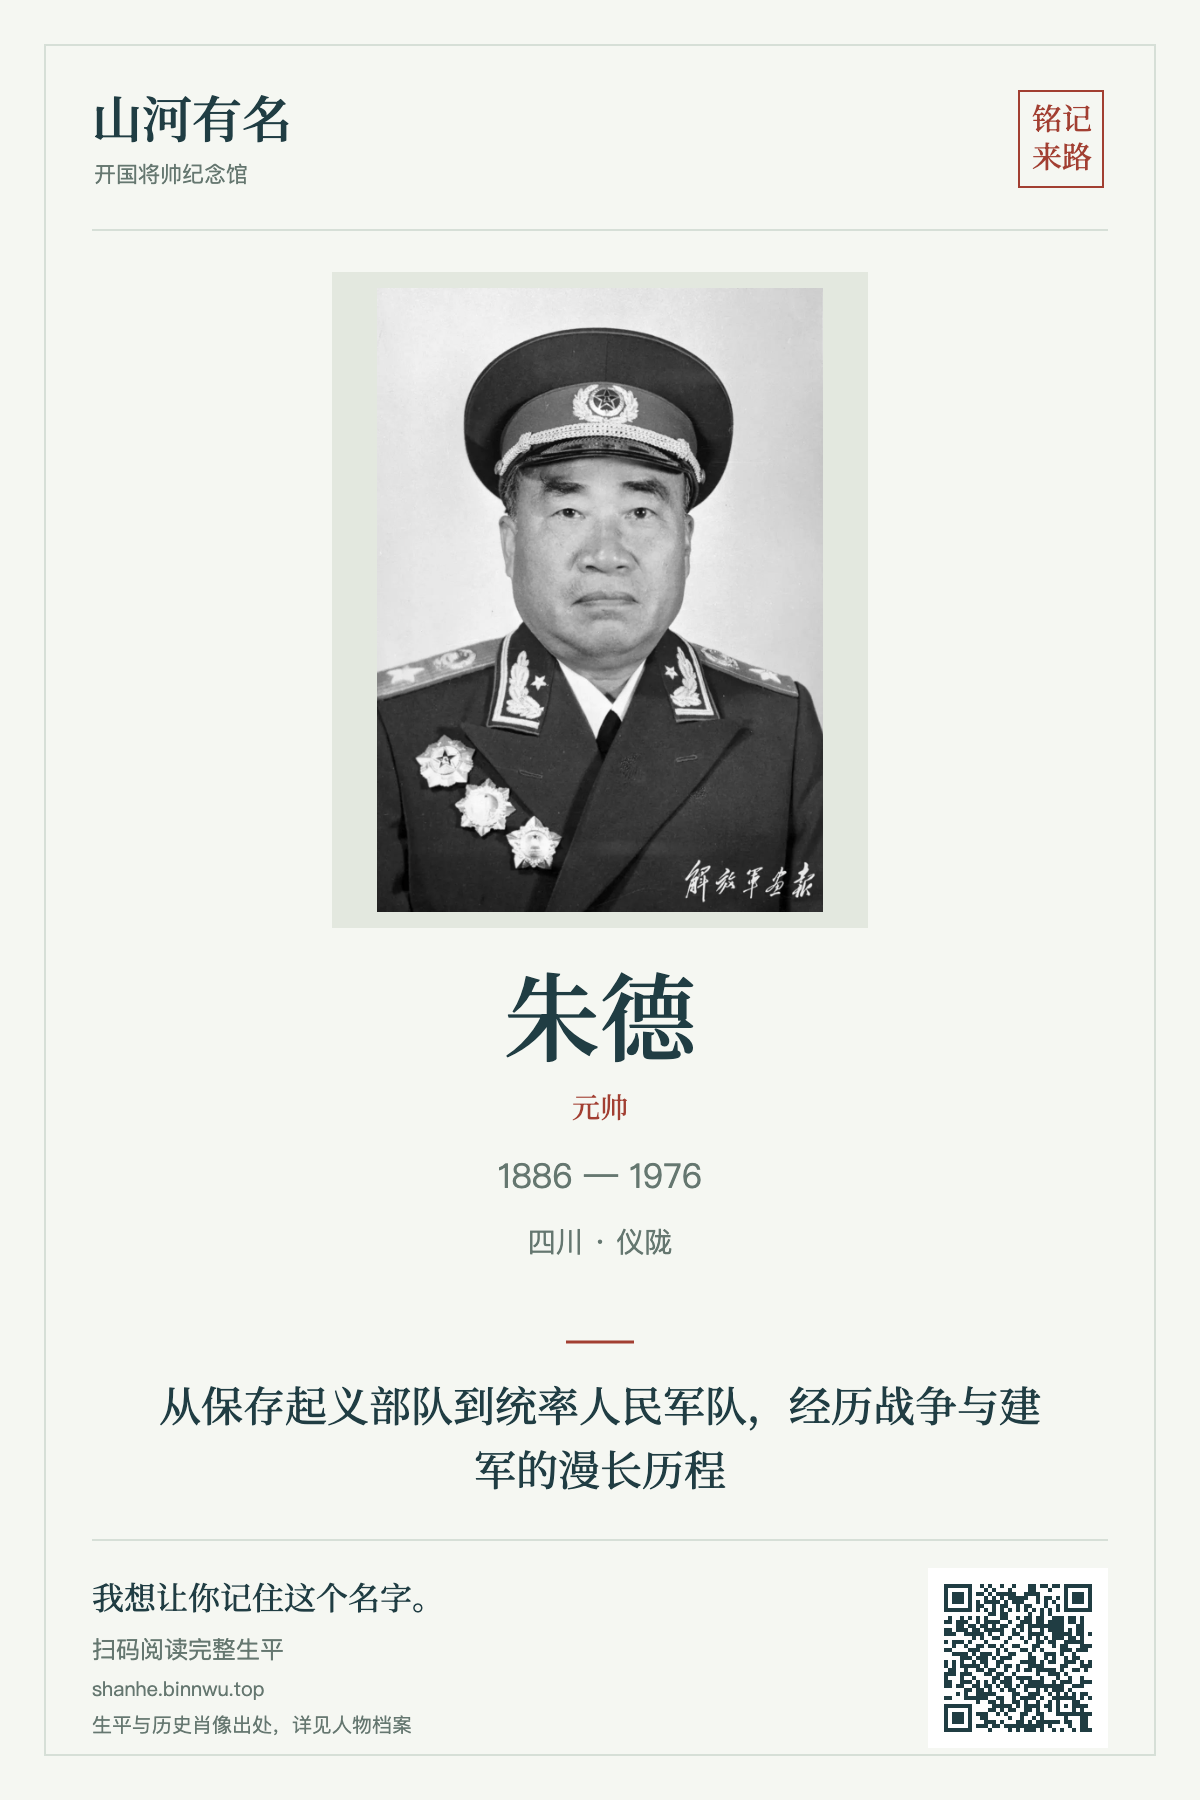 山河有名
开国将帅纪念馆
铭记
来路
解放军画报
朱德
元帅
1886 — 1976
四川 · 仪陇
从保存起义部队到统率人民军队，经历战争与建
军的漫长历程
我想让你记住这个名字。
扫码阅读完整生平
shanhe.binnwu.top
生平与历史肖像出处，详见人物档案